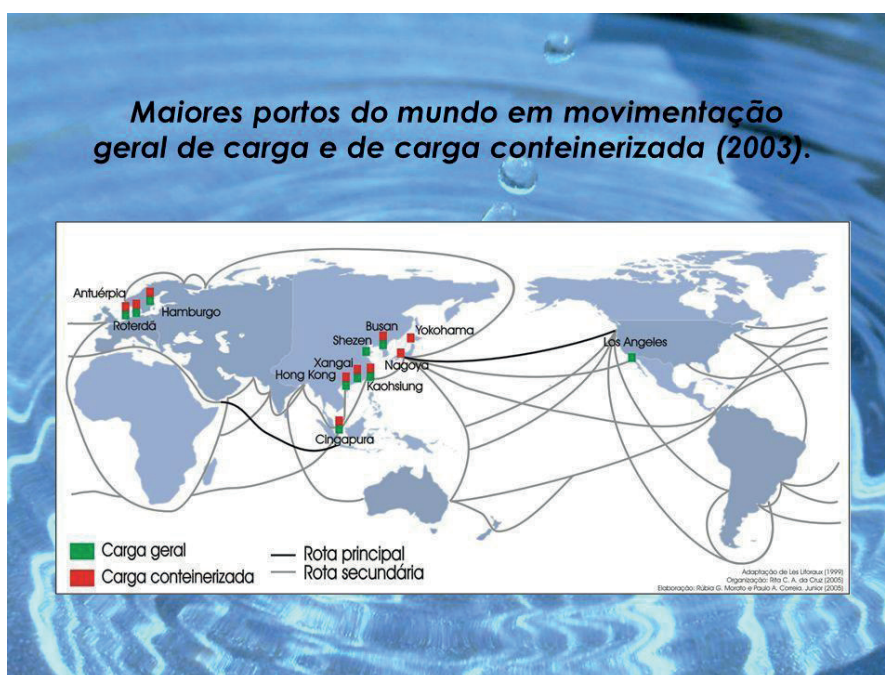 Maiores portos do mundo em movimentação
geral de carga e de carga conteinerizada (2003).
Antuérpia
Hamburgo
Roterdã
Busan
Yokohama
Shezen
Los Angeles
Xangai
Nagoya
Hong Kong
Kaohsiung
Cingapura
Carga geral
Rota principal
Carga conteinerizada
Rota secundária
Adaptação de Les Litoraux (1999)
Organização: Rita C. A. da Cruz (2005)
Elaboração: Rúbia G. Morato e Paulo A. Correia. Junior (2005)